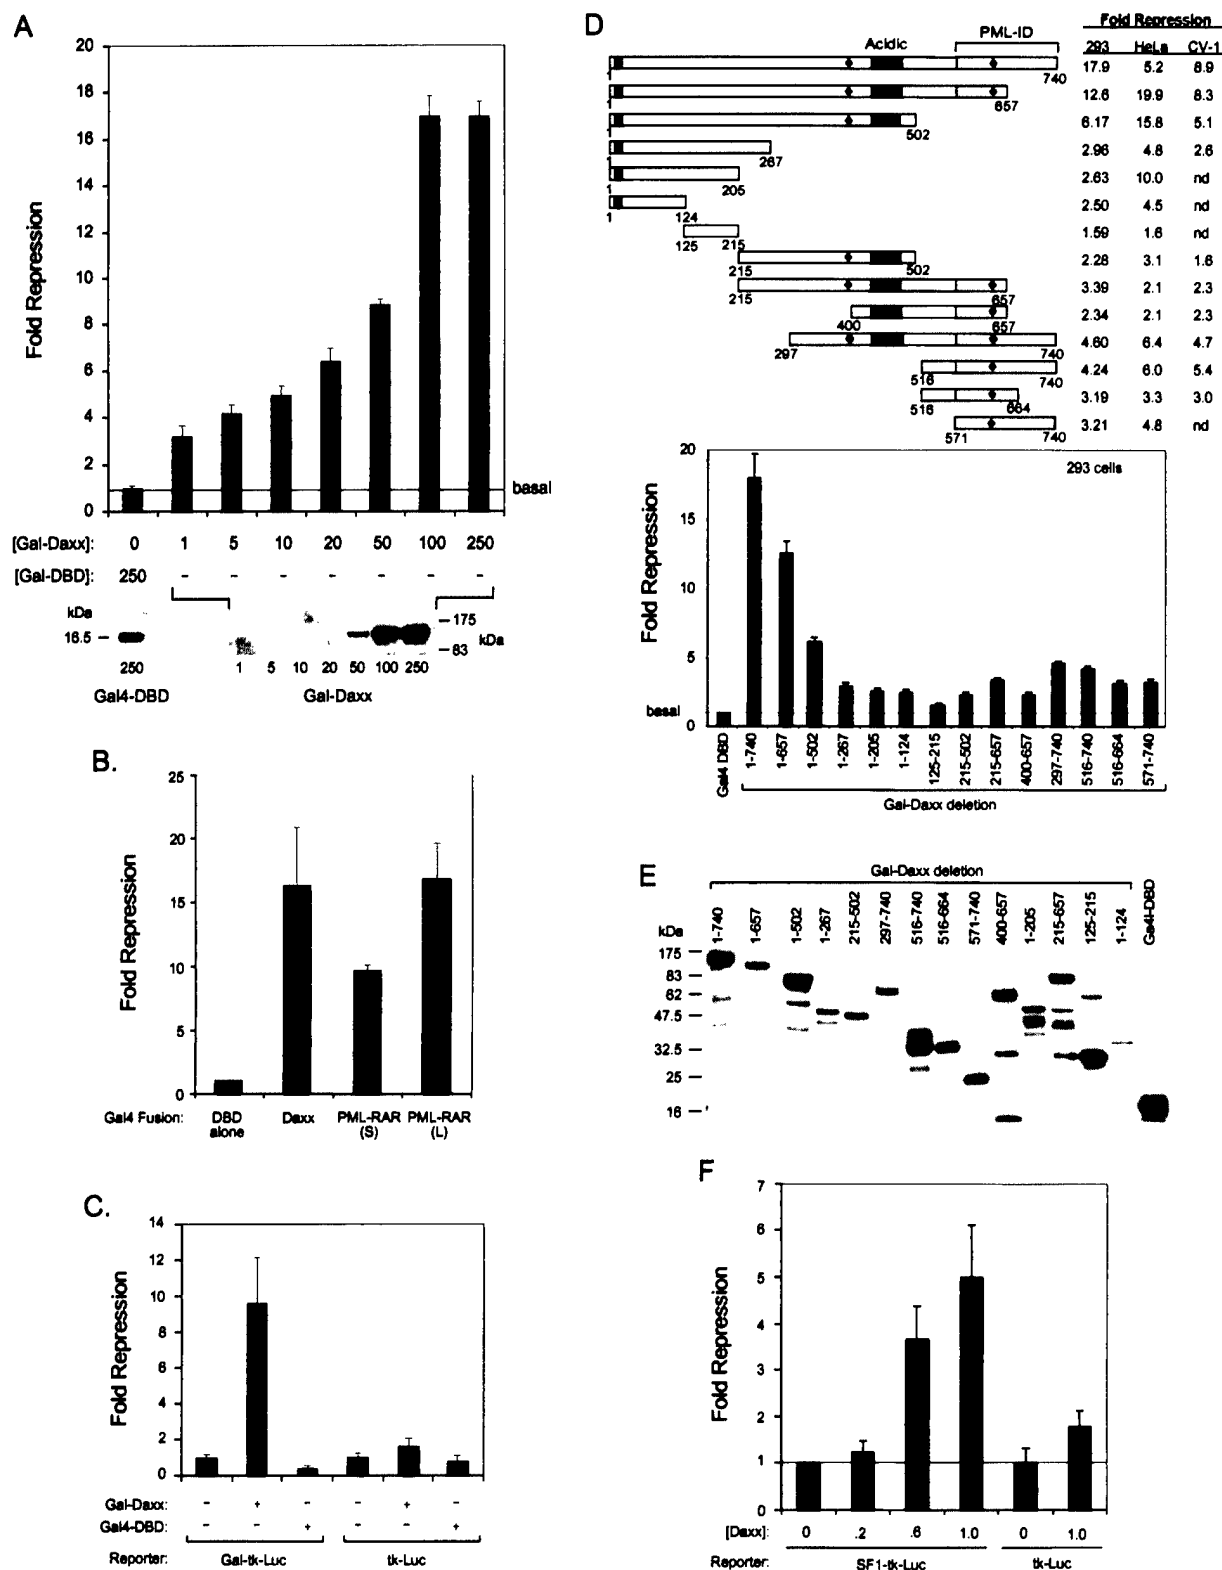 A
20
18
16
14
12
10
8
6
4
2
0
Fold Repression
basal
[Gal-Daxx]: 0 1 5 10 20 50 100 250
[Gal-DBD]: 250 - - - - - - -
kDa
16.5
175
83
kDa
250 1 5 10 20 50 100 250
Gal4-DBD Gal-Daxx
B.
25
20
15
10
5
0
Fold Repression
Gal4 Fusion: DBD alone Daxx PML-RAR (S) PML-RAR (L)
C.
14
12
10
8
6
4
2
0
Fold Repression
Gal-Daxx: - + - - + -
Gal4-DBD: - - + - - +
Reporter: Gal-tk-Luc tk-Luc
D
Acidic PML-ID
Fold Repression
293 HeLa CV-1
740 17.9 5.2 8.9
657 12.6 19.9 8.3
502 6.17 15.8 5.1
267 2.96 4.8 2.6
205 2.63 10.0 nd
1 124 2.50 4.5 nd
125 215 1.59 1.6 nd
215 502 2.28 3.1 1.6
215 657 3.39 2.1 2.3
400 657 2.34 2.1 2.3
297 740 4.60 6.4 4.7
516 740 4.24 6.0 5.4
516 664 3.19 3.3 3.0
571 740 3.21 4.8 nd
293 cells
20
15
10
5
0
basal
Fold Repression
Gal4 DBD 1-740 1-657 1-502 1-267 1-205 1-124 125-215 215-502 215-657 400-657 297-740 516-740 516-664 571-740
Gal-Daxx deletion
E
Gal-Daxx deletion
kDa 1-740 1-657 1-502 1-267 215-502 297-740 516-740 516-664 571-740 400-657 1-205 215-657 125-215 1-124 Ga4l-DBD
175
83
62
47.5
32.5
25
16
F
7
6
5
4
3
2
1
0
Fold Repression
[Daxx]: 0 .2 .6 1.0 0 1.0
Reporter: SF1-tk-Luc tk-Luc